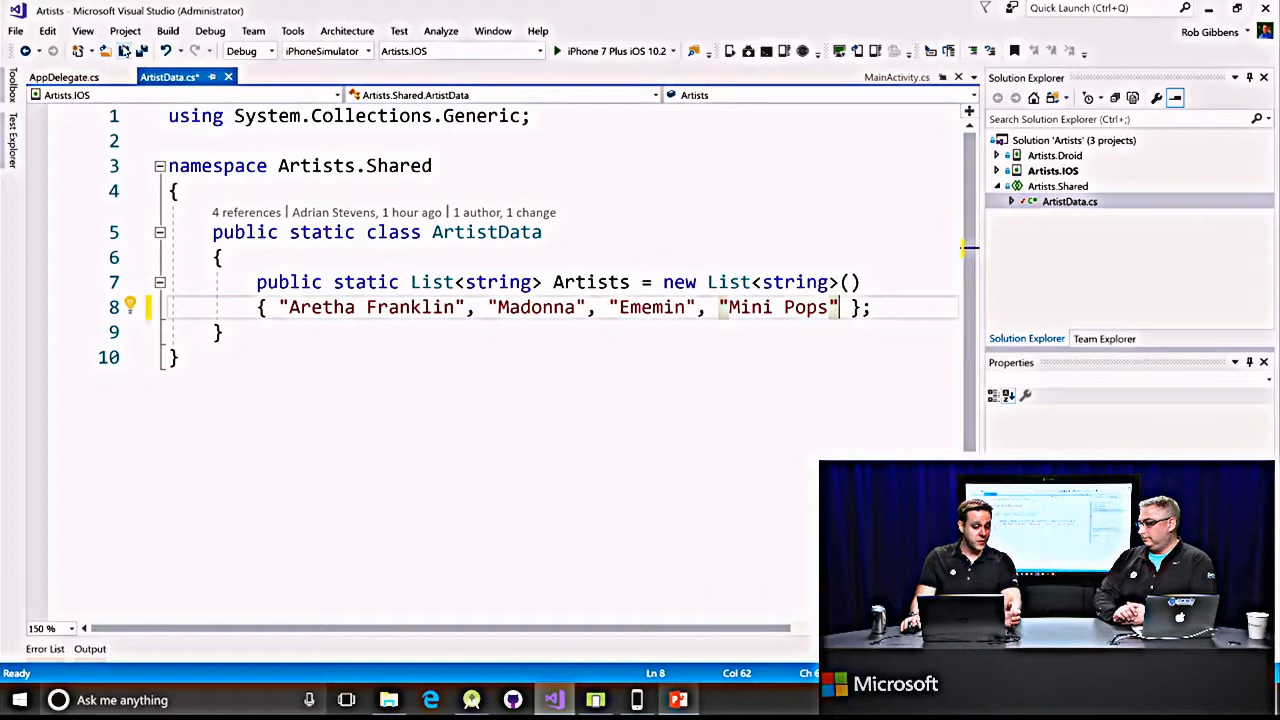 Artists - Microsoft Visual Studio (Administrator)
Quick Launch (Ctrl+Q)
File Edit View Project Build Debug Team Tools Architecture Test Analyze Window Help
Rob Gibbens
Debug iPhoneSimulator Artists.IOS iPhone 7 Plus iOS 10.2
Toolbox
Test Explorer
AppDelegate.cs ArtistData.cs* MainActivity.cs
Artists.IOS Artists.Shared.ArtistData Artists
1 using System.Collections.Generic;
2
3 namespace Artists.Shared
4 {
4 references | Adrian Stevens, 1 hour ago | 1 author, 1 change
5 public static class ArtistData
6 {
7 public static List<string> Artists = new List<string>()
8 { "Aretha Franklin", "Madonna", "Ememin", "Mini Pops" };
9 }
10 }
Solution Explorer
Search Solution Explorer (Ctrl+;)
Solution 'Artists' (3 projects)
Artists.Droid
Artists.IOS
Artists.Shared
C# ArtistData.cs
Solution Explorer Team Explorer
Properties
150 %
Error List Output
Ready Ln 8 Col 62
Microsoft
Ask me anything